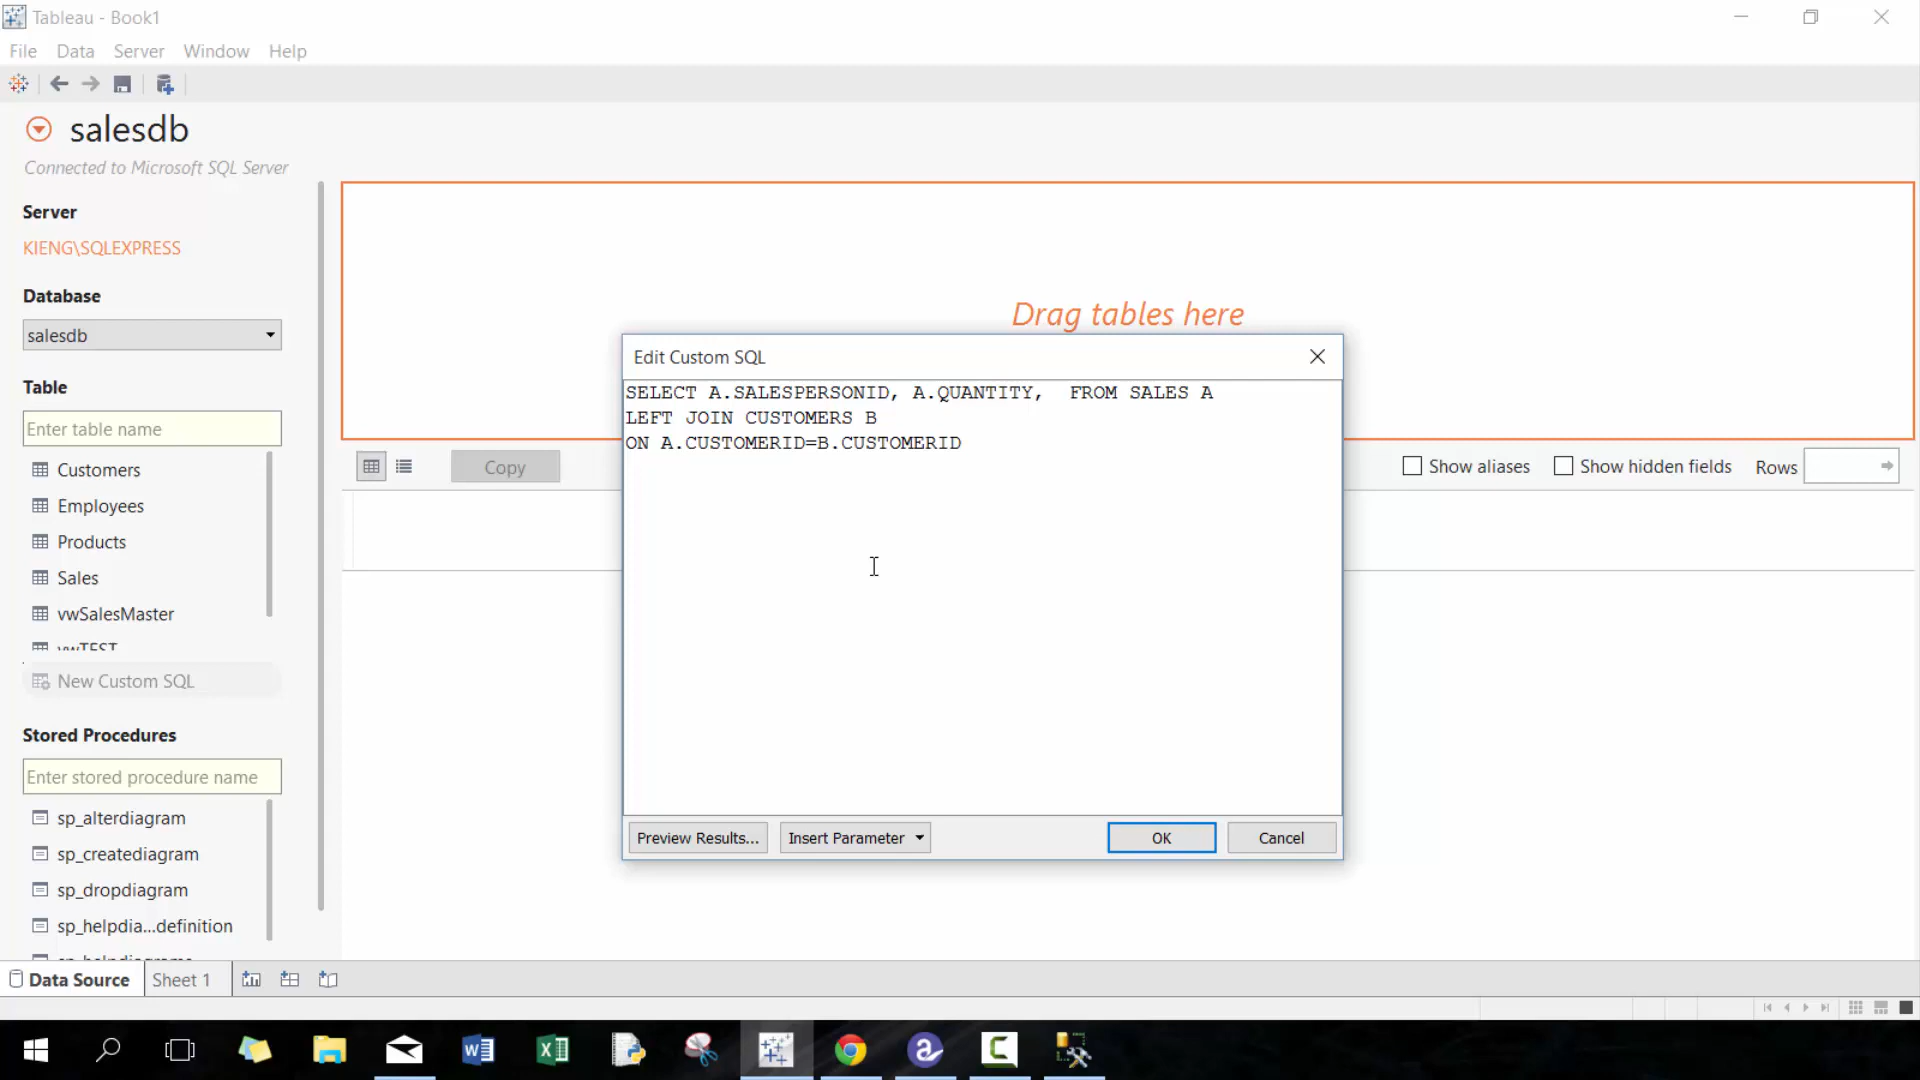 Tableau - Book1
File Data Server Window Help
salesdb
Connected to Microsoft SQL Server
Server
KIENG\SQLEXPRESS
Database
salesdb
Table
Enter table name
Customers
Employees
Products
Sales
vwSalesMaster
vwTEST
New Custom SQL
Stored Procedures
Enter stored procedure name
sp_alterdiagram
sp_creatediagram
sp_dropdiagram
sp_helpdia...definition
sp_helpdiagrams
Drag tables here
Copy
Show aliases
Show hidden fields
Rows
Edit Custom SQL
SELECT A.SALESPERSONID, A.QUANTITY,  FROM SALES A
LEFT JOIN CUSTOMERS B
ON A.CUSTOMERID=B.CUSTOMERID
Preview Results...
Insert Parameter
OK
Cancel
Data Source
Sheet 1